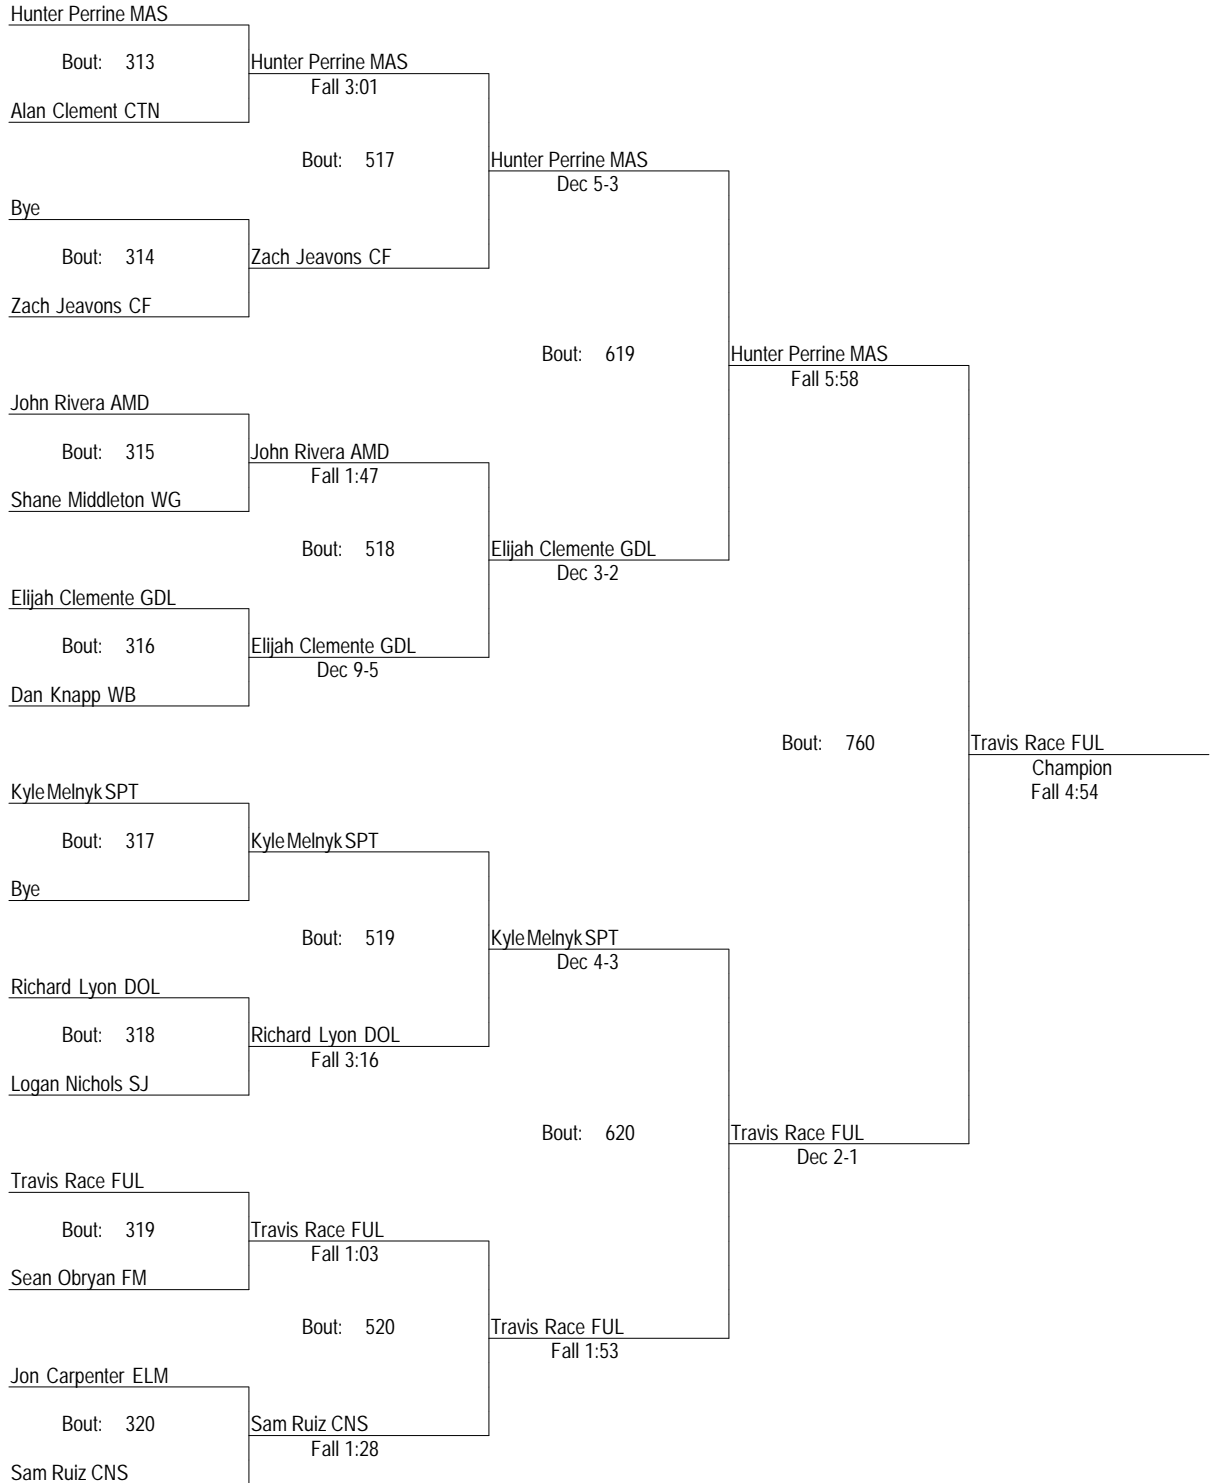 Hunter Perrine MAS
Bout: 313
Hunter Perrine MAS
Fall 3:01
Alan Clement CTN
Bout: 517
Hunter Perrine MAS
Dec 5-3
Bye
Bout: 314
Zach Jeavons CF
Zach Jeavons CF
Bout: 619
Hunter Perrine MAS
Fall 5:58
John Rivera AMD
Bout: 315
John Rivera AMD
Fall 1:47
Shane Middleton WG
Bout: 518
Elijah Clemente GDL
Dec 3-2
Elijah Clemente GDL
Bout: 316
Elijah Clemente GDL
Dec 9-5
Dan Knapp WB
Bout: 760
Travis Race FUL
Champion
Fall 4:54
Kyle Melnyk SPT
Bout: 317
Kyle Melnyk SPT
Bye
Bout: 519
Kyle Melnyk SPT
Dec 4-3
Richard Lyon DOL
Bout: 318
Richard Lyon DOL
Fall 3:16
Logan Nichols SJ
Bout: 620
Travis Race FUL
Dec 2-1
Travis Race FUL
Bout: 319
Travis Race FUL
Fall 1:03
Sean Obryan FM
Bout: 520
Travis Race FUL
Fall 1:53
Jon Carpenter ELM
Bout: 320
Sam Ruiz CNS
Fall 1:28
Sam Ruiz CNS